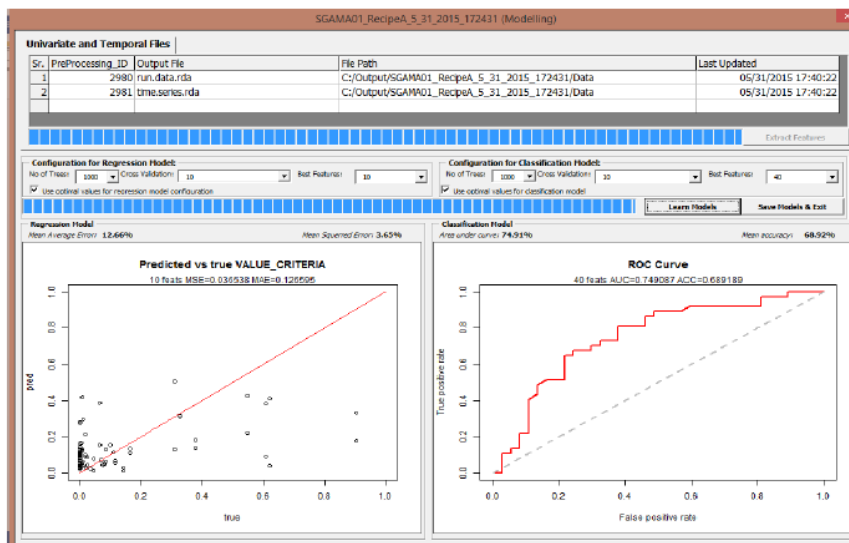 SGAMA01_RecipeA_5_31_2015_172431 (Modelling)
Univariate and Temporal Files
Sr. PreProcessing_ID Output File File Path Last Updated
1 2980 run.data.rda C:/Output/SGAMA01_RecipeA_5_31_2015_172431/Data 05/31/2015 17:40:22
2 2981 time.series.rda C:/Output/SGAMA01_RecipeA_5_31_2015_172431/Data 05/31/2015 17:40:22
Extract Features
Configuration for Regression Model:
No of Trees: 1000 Cross Validation: 10 Best Features: 10
Use optimal values for regression model configuration
Configuration for Classification Model:
No of Trees: 1000 Cross Validation: 10 Best Features: 40
Use optimal values for classification model
Learn Models Save Models & Exit
Regression Model
Mean Average Error: 12.66% Mean Squerred Error: 3.65%
Predicted vs true VALUE_CRITERIA
10 feats MSE=0.036538 MAE=0.126595
pred
0.0 0.2 0.4 0.6 0.8 1.0
0.0 0.2 0.4 0.6 0.8 1.0
true
Classification Model
Area under curve: 74.91% Mean accuracy: 68.92%
ROC Curve
40 feats AUC=0.749087 ACC=0.689189
True positive rate
0.0 0.2 0.4 0.6 0.8 1.0
0.0 0.2 0.4 0.6 0.8 1.0
False positive rate